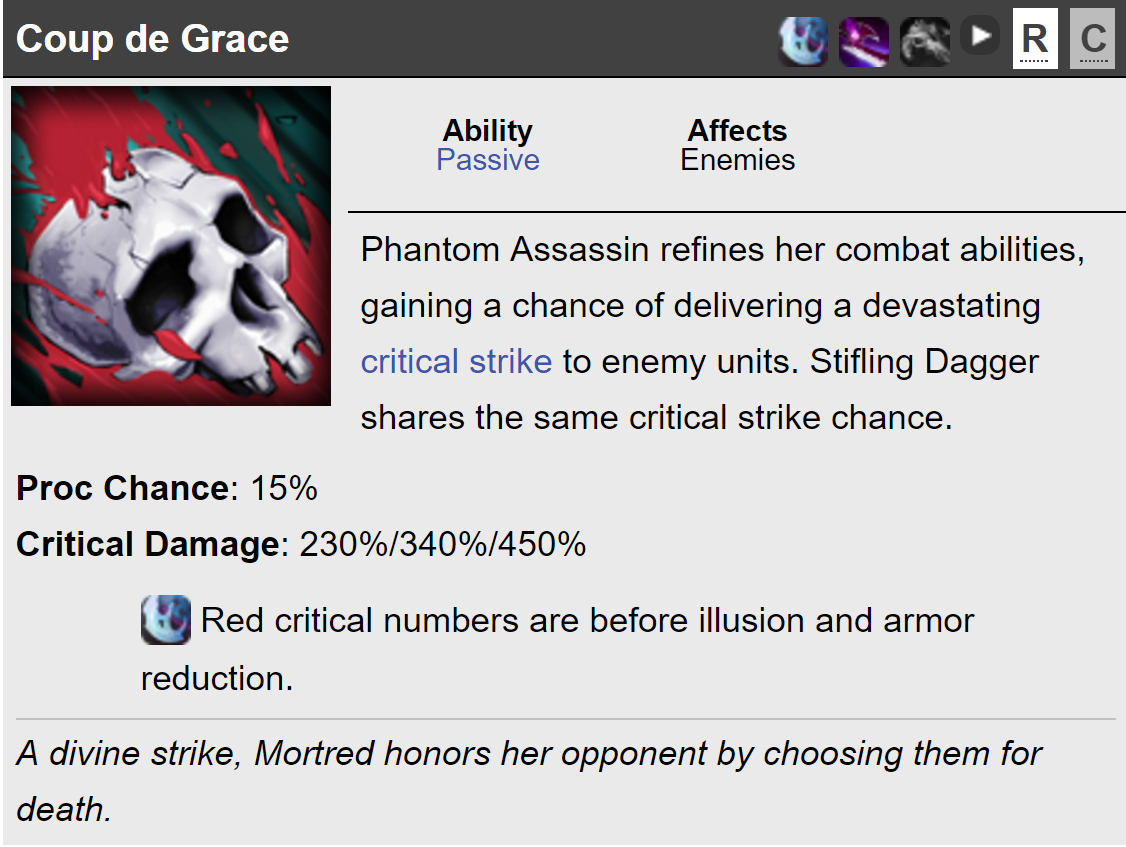 Coup de Grace
R C
Ability Affects
Passive Enemies
Phantom Assassin refines her combat abilities,
gaining a chance of delivering a devastating
critical strike to enemy units. Stifling Dagger
shares the same critical strike chance.
Proc Chance: 15%
Critical Damage: 230%/340%/450%
Red critical numbers are before illusion and armor
reduction.
A divine strike, Mortred honors her opponent by choosing them for
death.